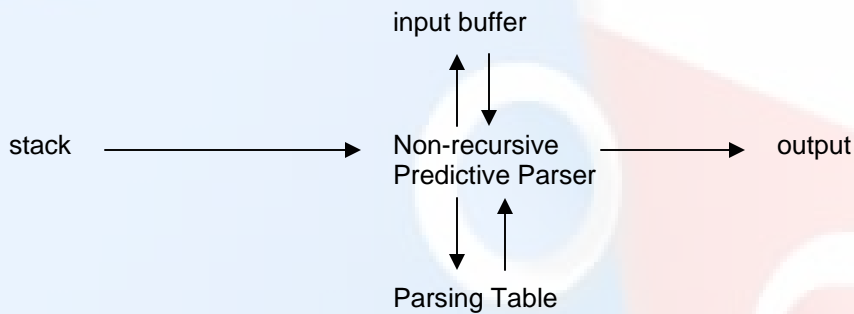 input buffer
stack
Non-recursive
Predictive Parser
output
Parsing Table